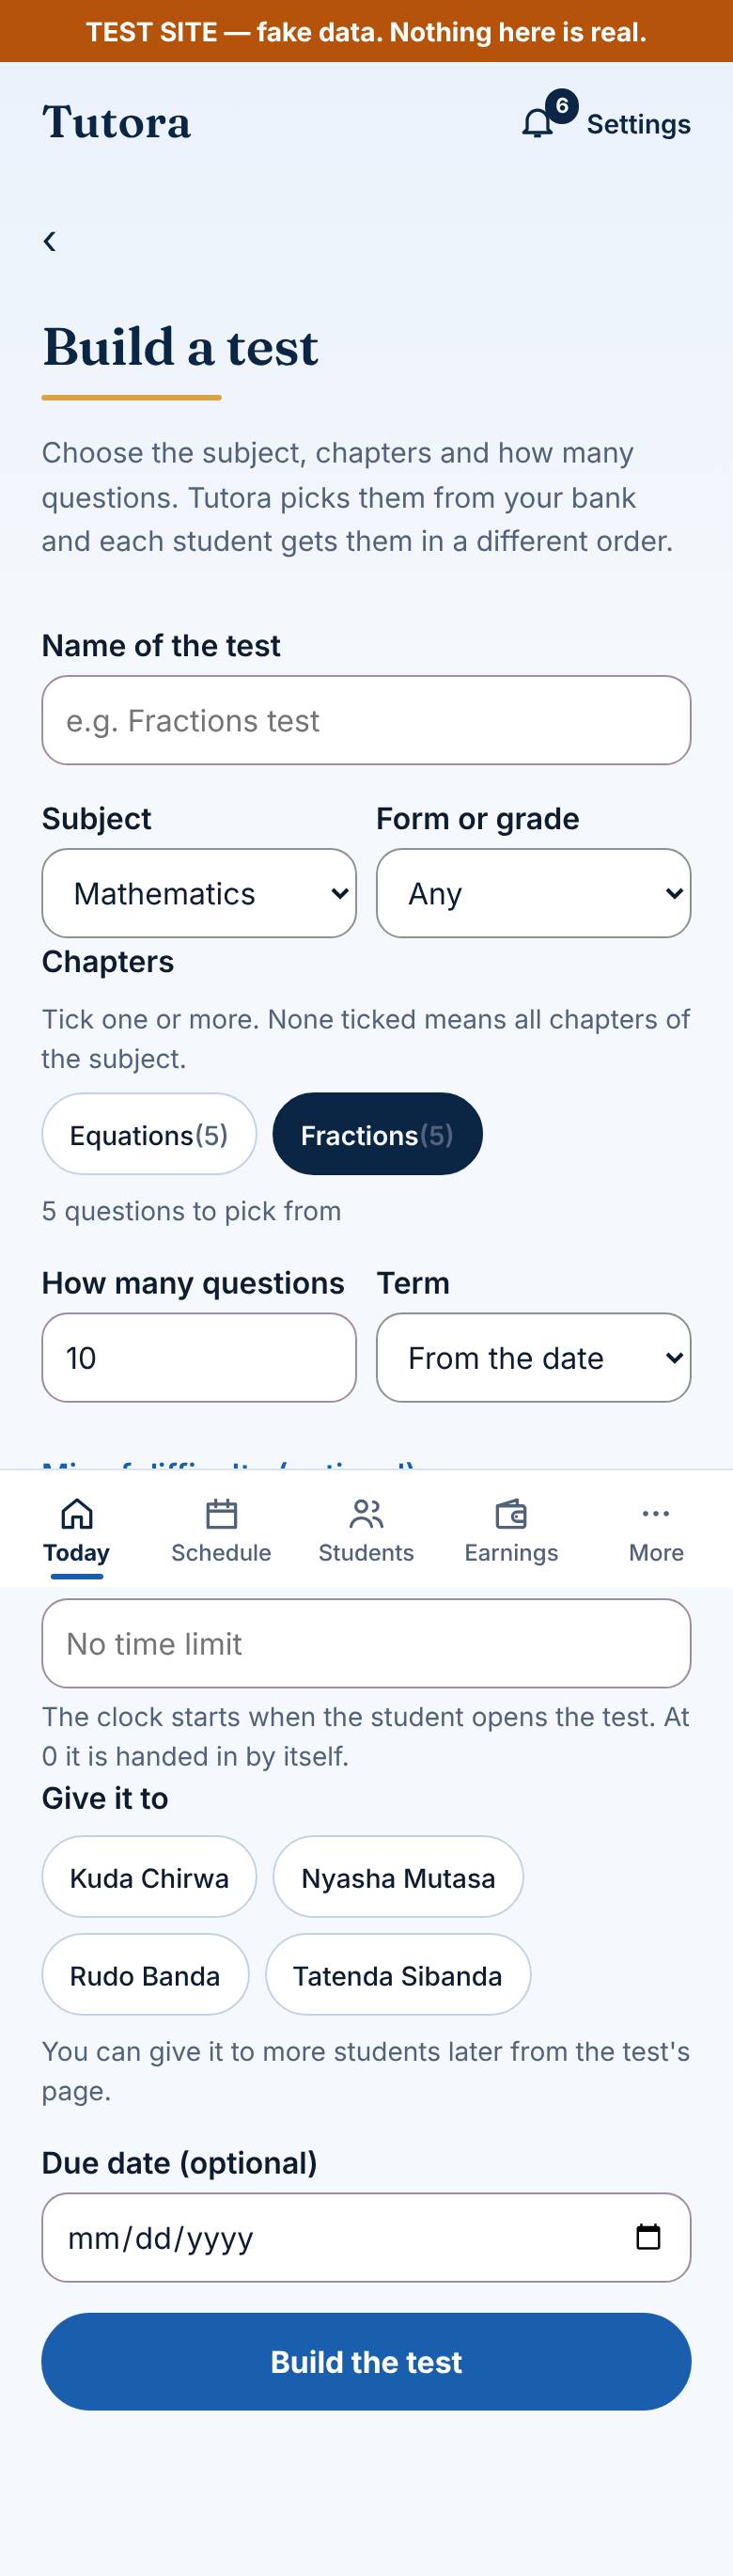 TEST SITE — fake data. Nothing here is real.
Tutora
6
Settings
Build a test
Choose the subject, chapters and how many
questions. Tutora picks them from your bank
and each student gets them in a different order.
Name of the test
e.g. Fractions test
Subject
Form or grade
Mathematics
Any
Chapters
Tick one or more. None ticked means all chapters of
the subject.
Equations(5)
Fractions(5)
5 questions to pick from
How many questions
Term
10
From the date
Today
Schedule
Students
Earnings
More
No time limit
The clock starts when the student opens the test. At
0 it is handed in by itself.
Give it to
Kuda Chirwa
Nyasha Mutasa
Rudo Banda
Tatenda Sibanda
You can give it to more students later from the test's
page.
Due date (optional)
mm/dd/yyyy
Build the test